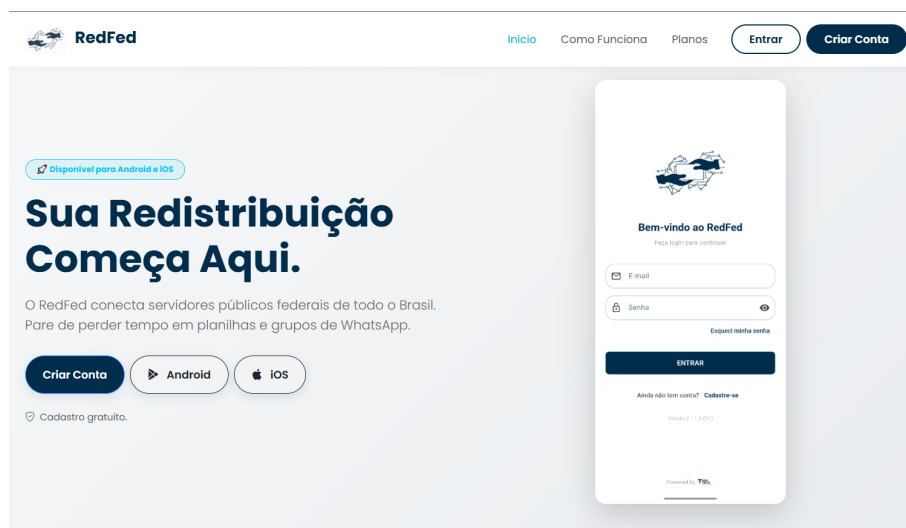 RedFed
Início Como Funciona Planos Entrar Criar Conta
Disponível para Android e iOS
Sua Redistribuição
Começa Aqui.
O RedFed conecta servidores públicos federais de todo o Brasil.
Pare de perder tempo em planilhas e grupos de WhatsApp.
Criar Conta Android iOS
Cadastro gratuito.
Bem-vindo ao RedFed
Faça login para continuar
E-mail
Senha
Esqueci minha senha
ENTRAR
Ainda não tem conta? Cadastre-se
Powered by